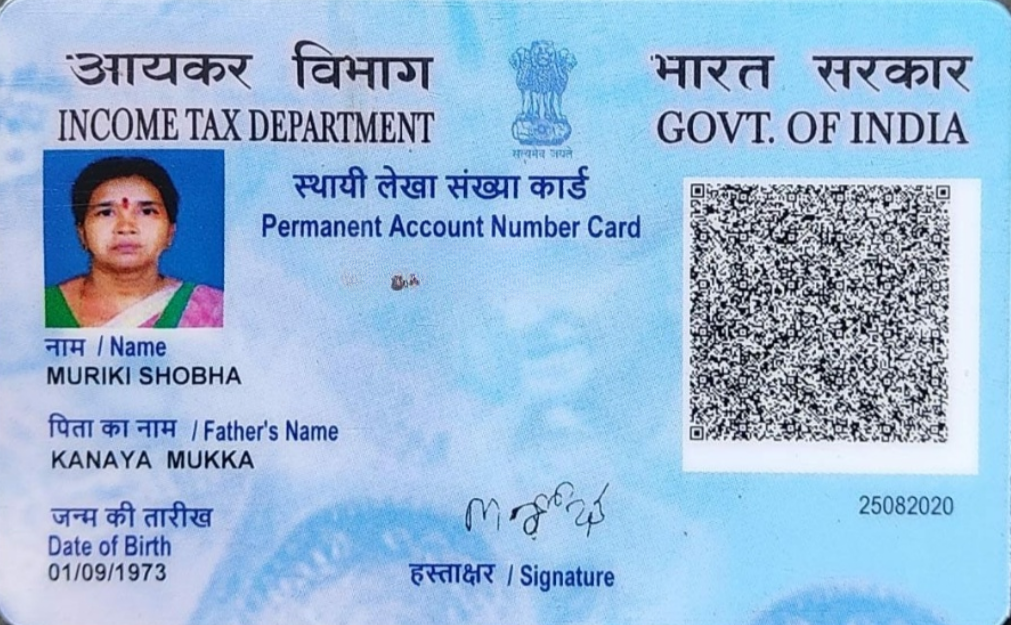 आयकर विभाग
INCOME TAX DEPARTMENT
सत्यमेव जयते
भारत सरकार
GOVT. OF INDIA
स्थायी लेखा संख्या कार्ड
Permanent Account Number Card
नाम / Name
MURIKI SHOBHA
पिता का नाम / Father's Name
KANAYA MUKKA
जन्म की तारीख
Date of Birth
01/09/1973
हस्ताक्षर / Signature
25082020